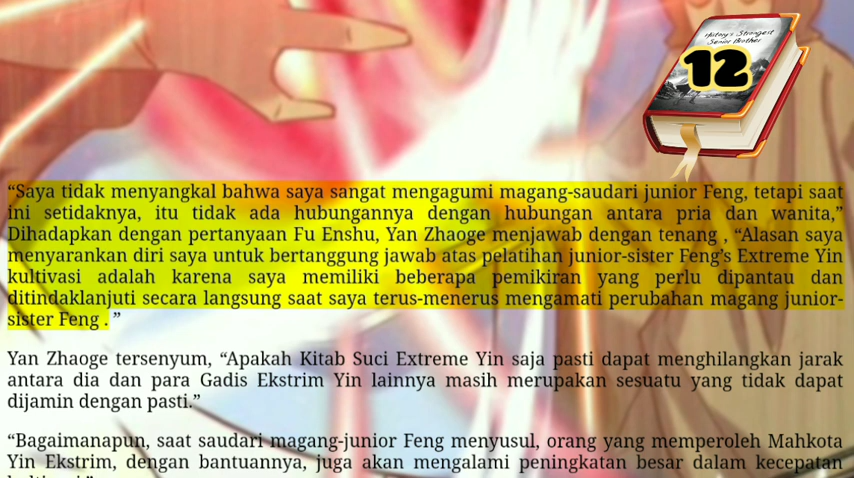 History's Strongest
Senior Brother
12
“Saya tidak menyangkal bahwa saya sangat mengagumi magang-saudari junior Feng, tetapi saat
ini setidaknya, itu tidak ada hubungannya dengan hubungan antara pria dan wanita,”
Dihadapkan dengan pertanyaan Fu Enshu, Yan Zhaoge menjawab dengan tenang , “Alasan saya
menyarankan diri saya untuk bertanggung jawab atas pelatihan junior-sister Feng’s Extreme Yin
kultivasi adalah karena saya memiliki beberapa pemikiran yang perlu dipantau dan
ditindaklanjuti secara langsung saat saya terus-menerus mengamati perubahan magang junior-
sister Feng . ”
Yan Zhaoge tersenyum, “Apakah Kitab Suci Extreme Yin saja pasti dapat menghilangkan jarak
antara dia dan para Gadis Ekstrim Yin lainnya masih merupakan sesuatu yang tidak dapat
dijamin dengan pasti.”
“Bagaimanapun, saat saudari magang-junior Feng menyusul, orang yang memperoleh Mahkota
Yin Ekstrim, dengan bantuannya, juga akan mengalami peningkatan besar dalam kecepatan